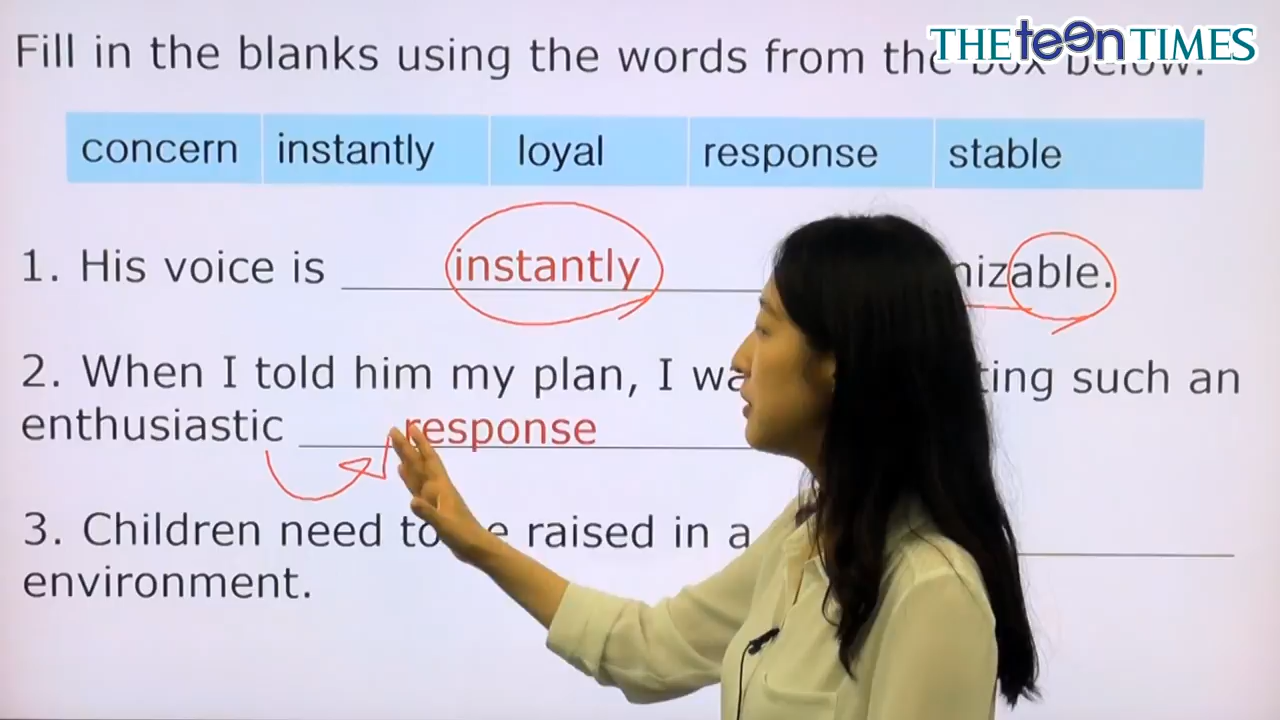 THE teen TIMES
Fill in the blanks using the words from the box below.
concern instantly loyal response stable
1. His voice is instantly nizable.
2. When I told him my plan, I wa ting such an
enthusiastic response
3. Children need to be raised in a
environment.